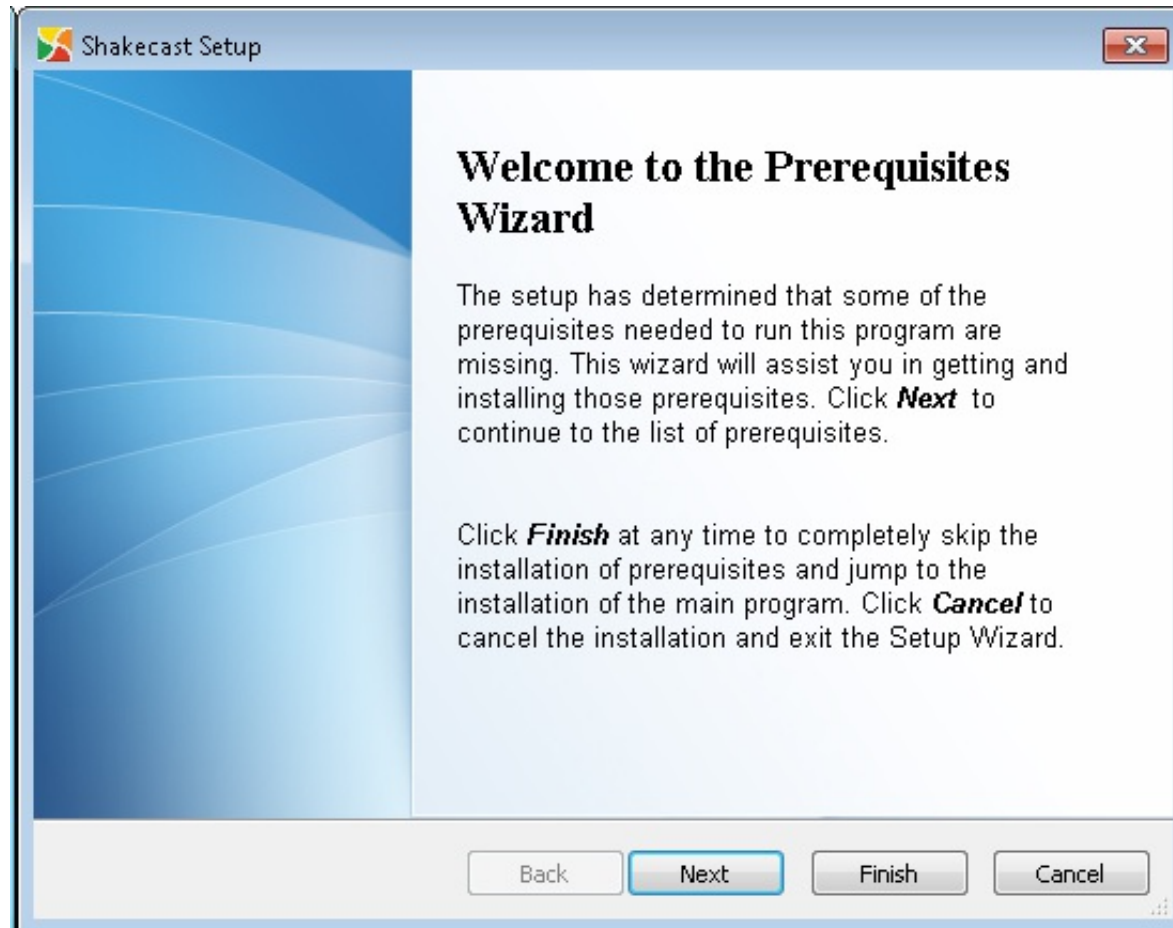 Shakecast Setup
Welcome to the Prerequisites
Wizard
The setup has determined that some of the
prerequisites needed to run this program are
missing. This wizard will assist you in getting and
installing those prerequisites. Click Next to
continue to the list of prerequisites.
Click Finish at any time to completely skip the
installation of prerequisites and jump to the
installation of the main program. Click Cancel to
cancel the installation and exit the Setup Wizard.
Back Next Finish Cancel